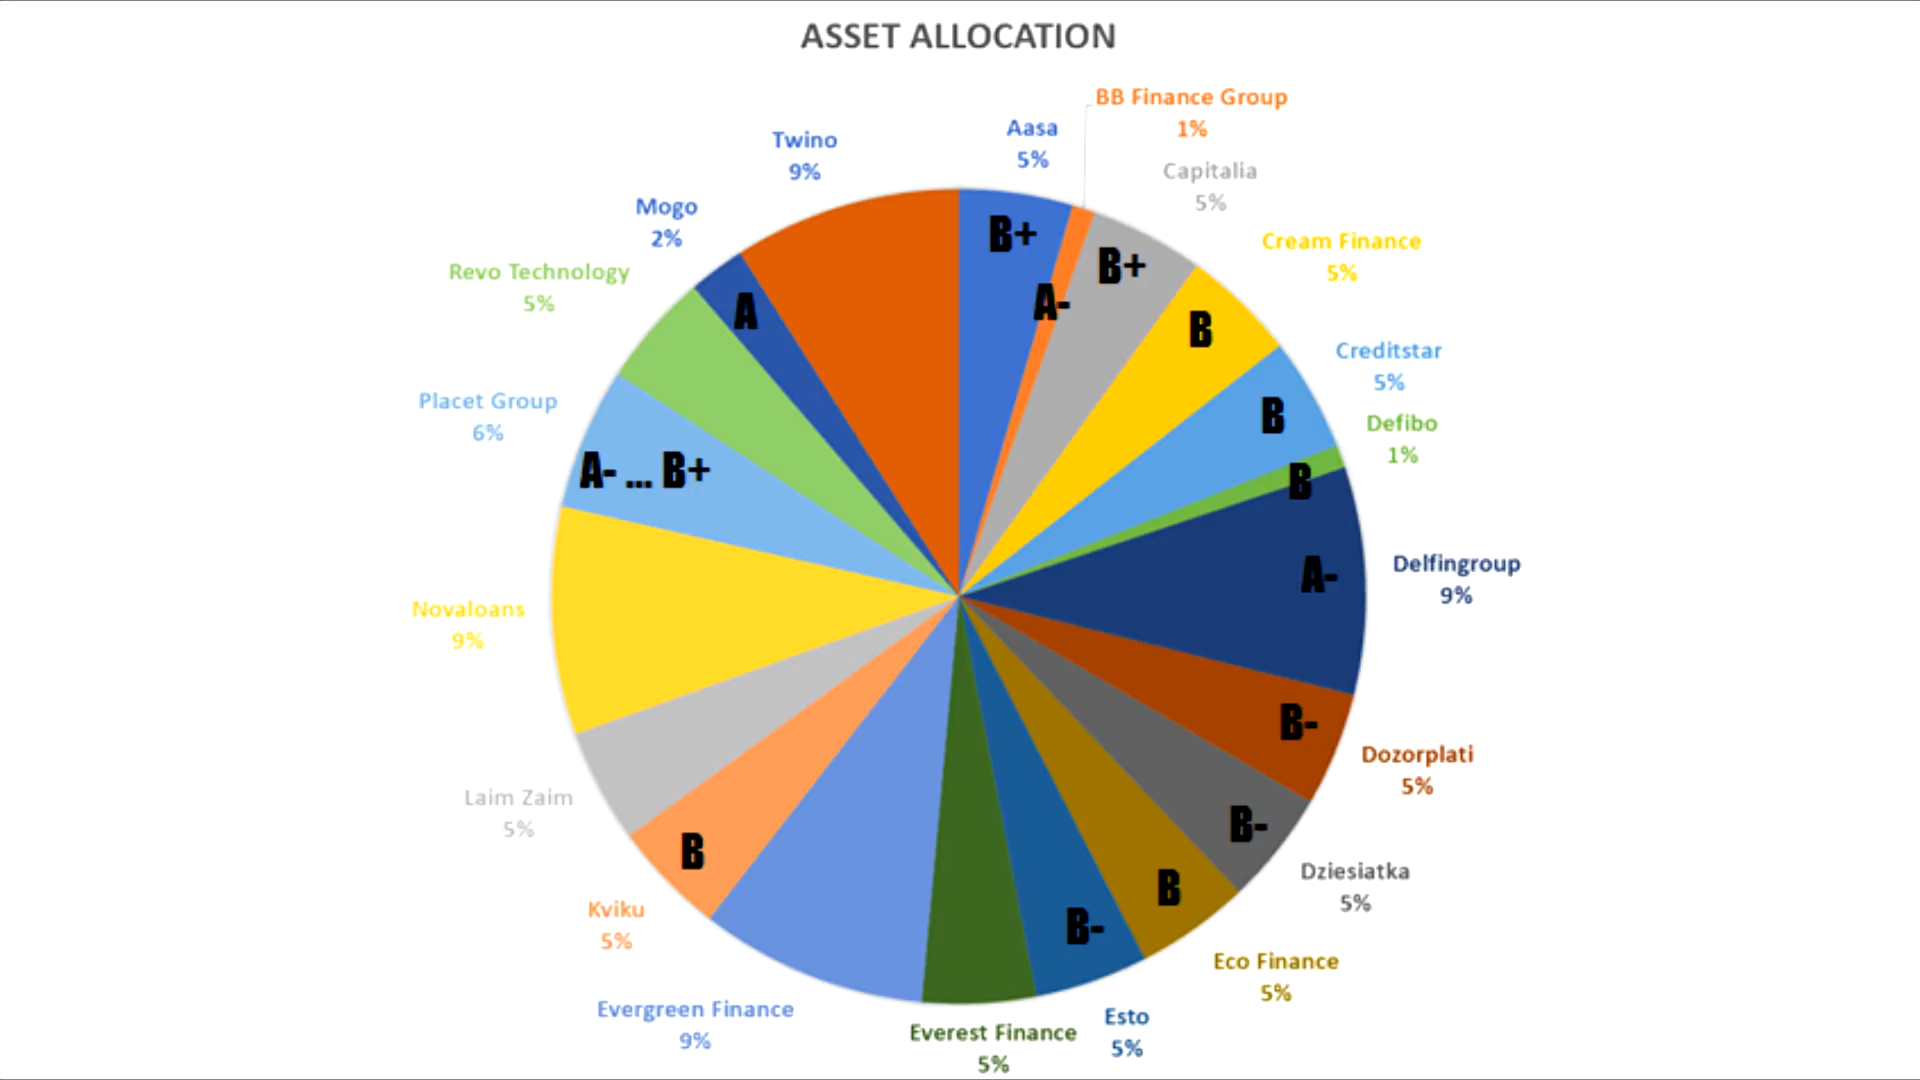 ASSET ALLOCATION
BB Finance Group
1%
Aasa
5%
Capitalia
5%
Cream Finance
5%
Creditstar
5%
Defibo
1%
Delfingroup
9%
Dozorplati
5%
Dziesiatka
5%
Eco Finance
5%
Esto
5%
Everest Finance
5%
Evergreen Finance
9%
Kviku
5%
Laim Zaim
5%
Novaloans
9%
Placet Group
6%
Revo Technology
5%
Mogo
2%
Twino
9%
B+
A-
B+
B
B
B
A-
B-
B-
B
B-
B
A- ... B+
A